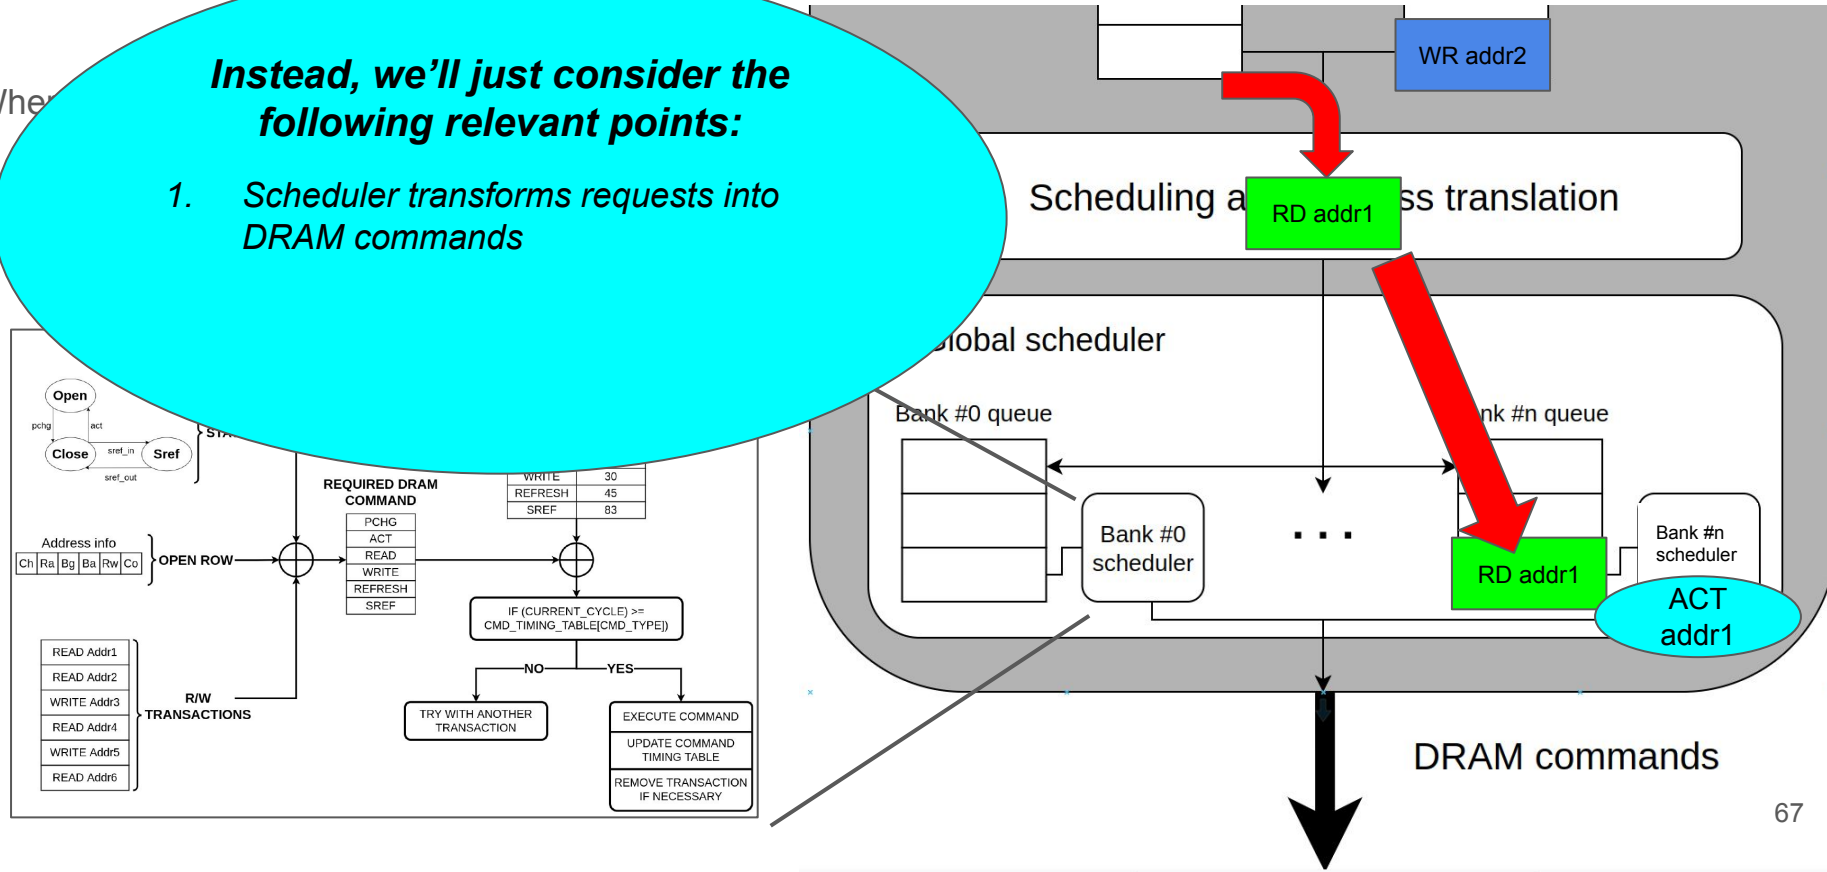 Instead, we'll just consider the
following relevant points:
1. Scheduler transforms requests into
DRAM commands
WR addr2
Scheduling a
ss translation
RD addr1
obal scheduler
Bank #0 queue
nk #n queue
Bank #0
scheduler
. . .
Bank #n
scheduler
RD addr1
ACT
addr1
DRAM commands
67
Open
pchg
act
Close
sref_in
Sref
sref_out
WRITE 30
REFRESH 45
SREF 83
REQUIRED DRAM
COMMAND
PCHG
ACT
READ
WRITE
REFRESH
SREF
Address info
Ch Ra Bg Ba Rw Co
OPEN ROW
IF (CURRENT_CYCLE) >=
CMD_TIMING_TABLE[CMD_TYPE])
NO
YES
READ Addr1
READ Addr2
WRITE Addr3
READ Addr4
WRITE Addr5
READ Addr6
R/W
TRANSACTIONS
TRY WITH ANOTHER
TRANSACTION
EXECUTE COMMAND
UPDATE COMMAND
TIMING TABLE
REMOVE TRANSACTION
IF NECESSARY